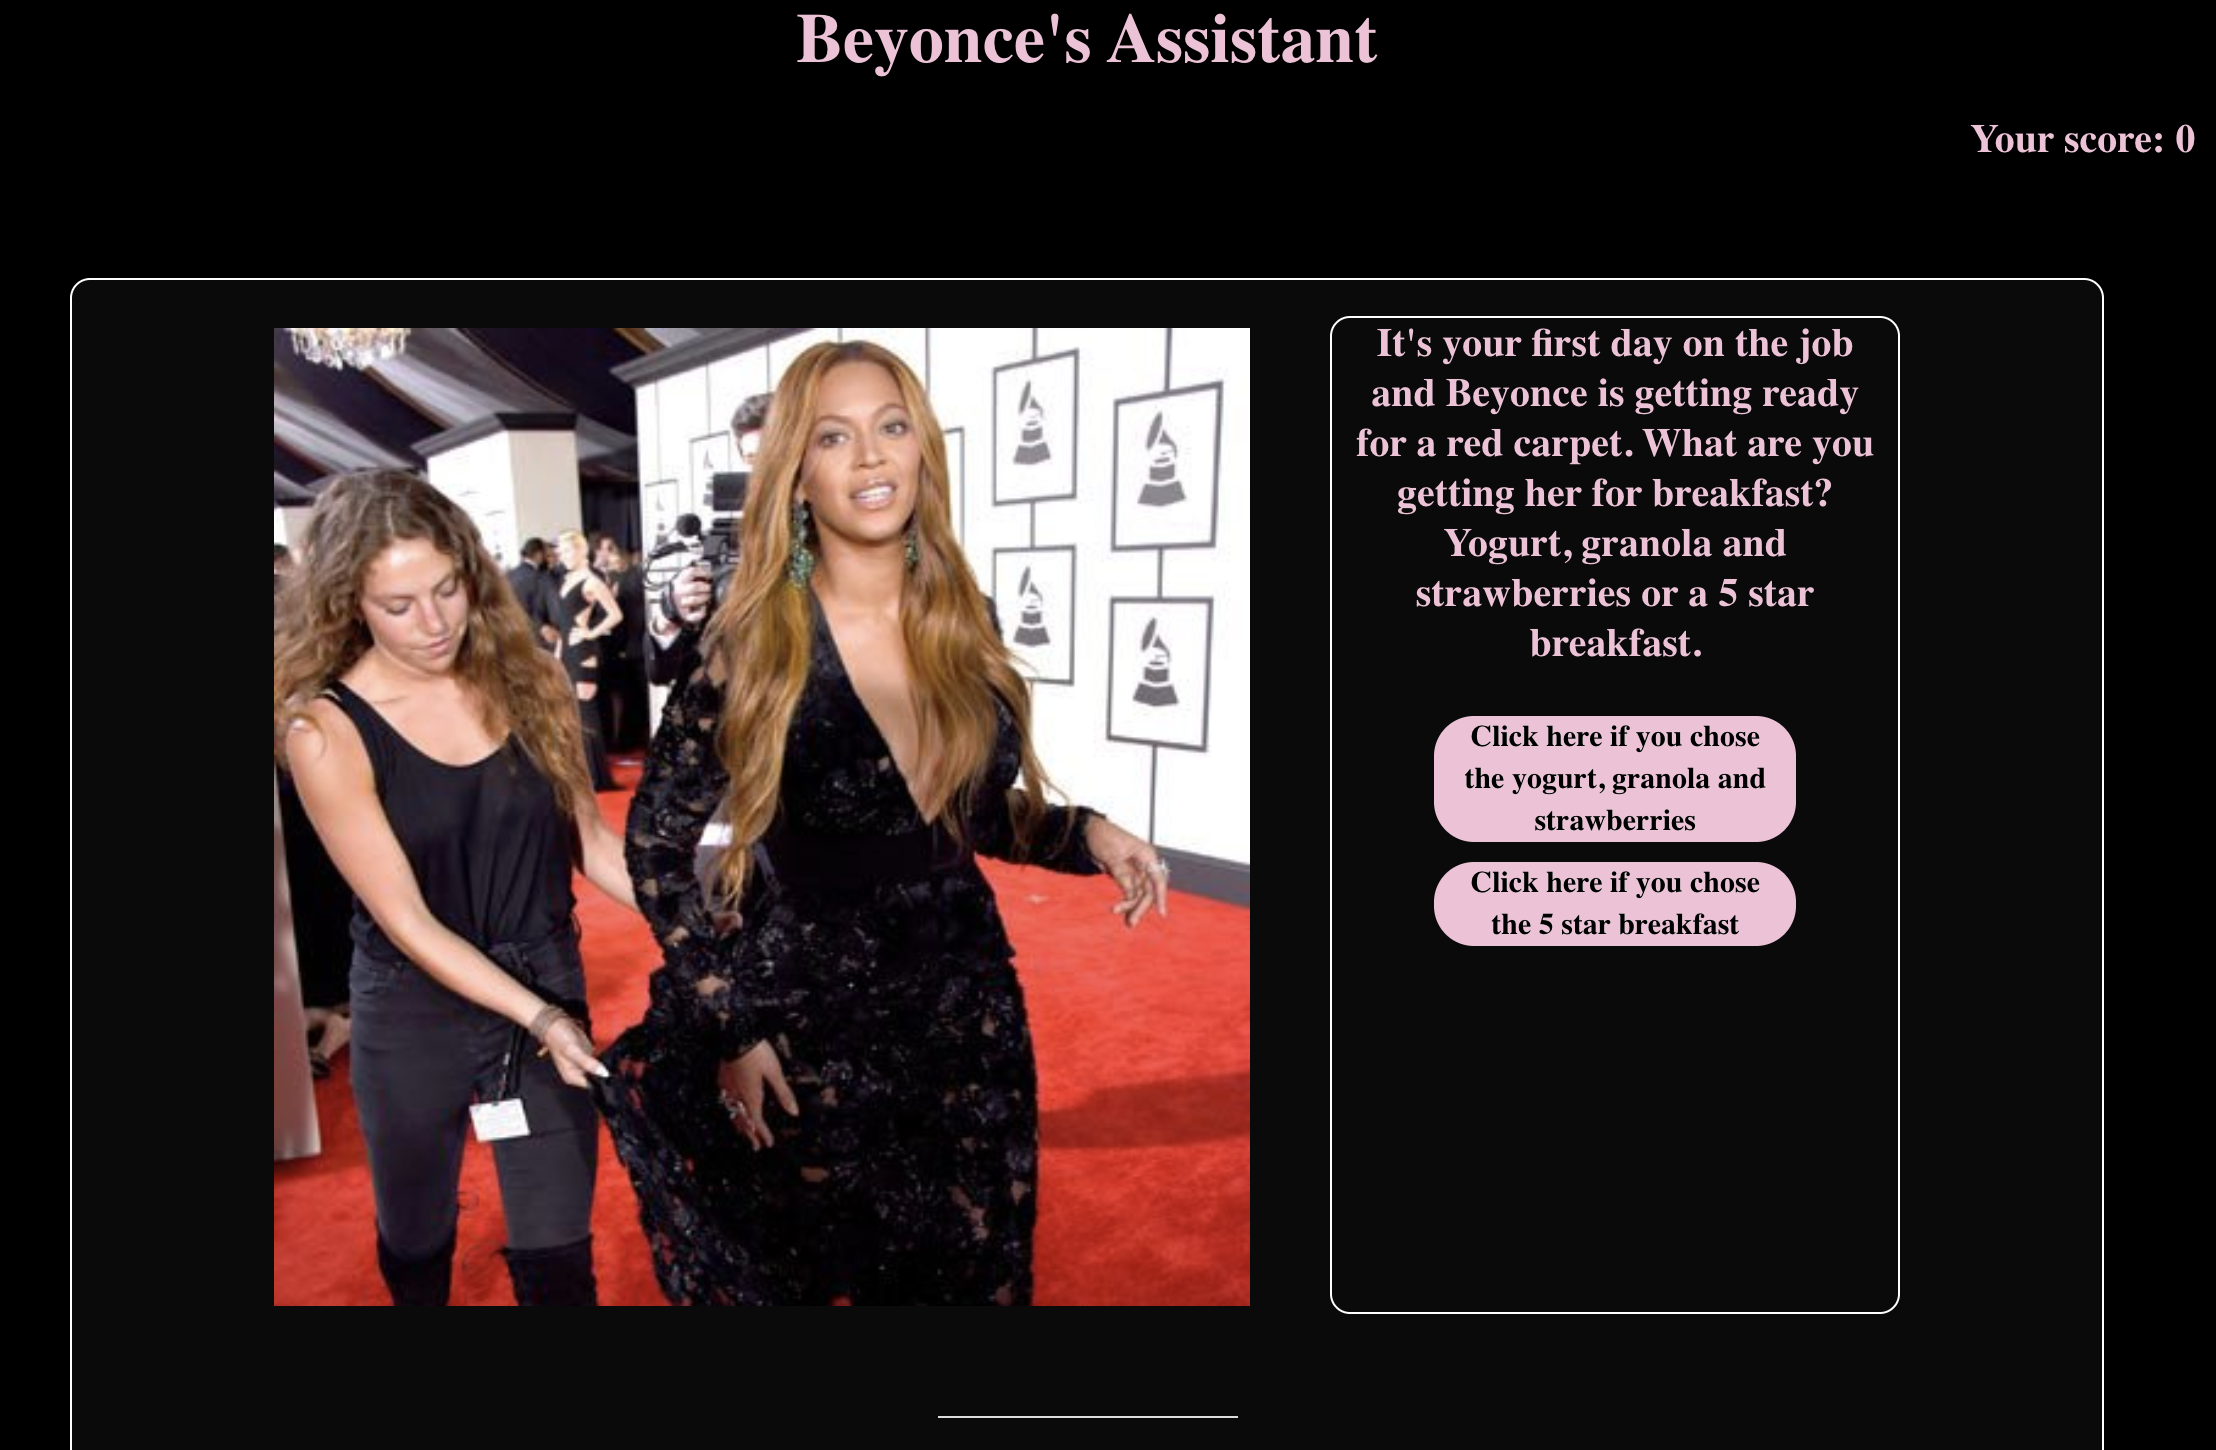 Beyonce's Assistant
Your score: 0
It's your first day on the job
and Beyonce is getting ready
for a red carpet. What are you
getting her for breakfast?
Yogurt, granola and
strawberries or a 5 star
breakfast.
Click here if you chose
the yogurt, granola and
strawberries
Click here if you chose
the 5 star breakfast